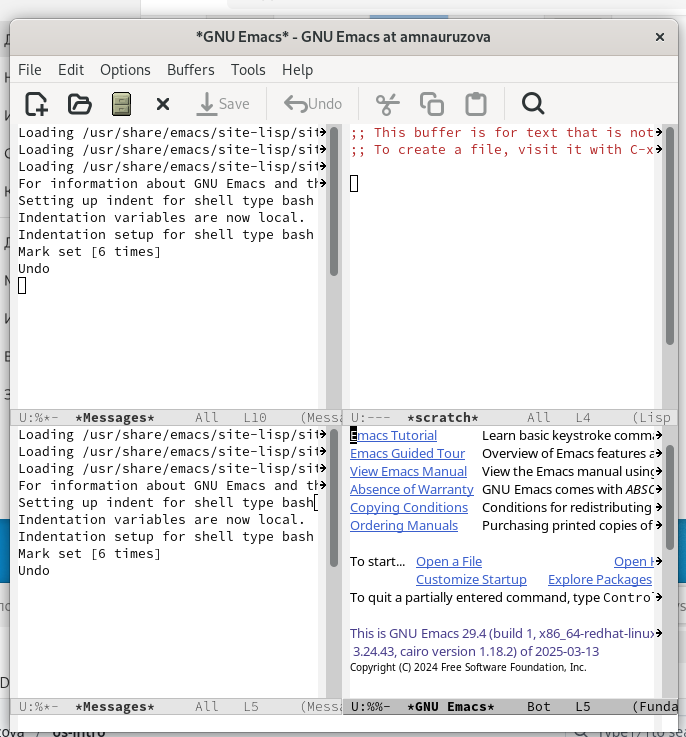 *GNU Emacs* - GNU Emacs at amnauruzova
File Edit Options Buffers Tools Help
Save Undo
Loading /usr/share/emacs/site-lisp/sit
Loading /usr/share/emacs/site-lisp/sit
Loading /usr/share/emacs/site-lisp/sit
For information about GNU Emacs and th
Setting up indent for shell type bash
Indentation variables are now local.
Indentation setup for shell type bash
Mark set [6 times]
Undo
U:%*- *Messages* All L10 (Messa
;; This buffer is for text that is not
;; To create a file, visit it with C-x
U:--- *scratch* All L4 (Lisp
Loading /usr/share/emacs/site-lisp/sit
Loading /usr/share/emacs/site-lisp/sit
Loading /usr/share/emacs/site-lisp/sit
For information about GNU Emacs and th
Setting up indent for shell type bash
Indentation variables are now local.
Indentation setup for shell type bash
Mark set [6 times]
Undo
U:%*- *Messages* All L5 (Messa
Emacs Tutorial Learn basic keystroke comma
Emacs Guided Tour Overview of Emacs features a
View Emacs Manual View the Emacs manual using
Absence of Warranty GNU Emacs comes with ABSO
Copying Conditions Conditions for redistributing
Ordering Manuals Purchasing printed copies of
To start... Open a File Open H
Customize Startup Explore Packages
To quit a partially entered command, type Contro
This is GNU Emacs 29.4 (build 1, x86_64-redhat-linux
3.24.43, cairo version 1.18.2) of 2025-03-13
Copyright (C) 2024 Free Software Foundation, Inc.
U:%%- *GNU Emacs* Bot L5 (Funda